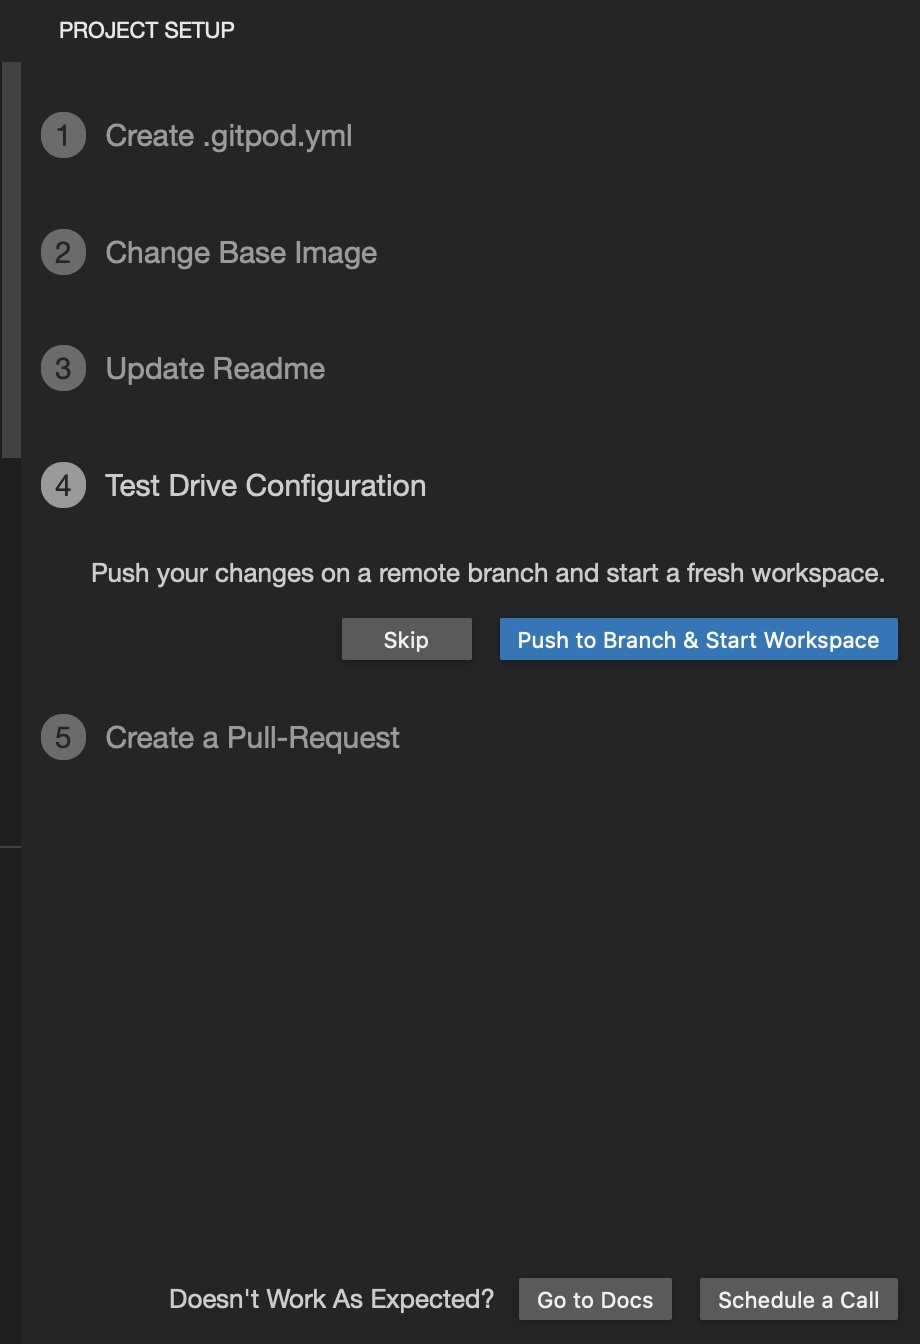 PROJECT SETUP
1 Create .gitpod.yml
2 Change Base Image
3 Update Readme
4 Test Drive Configuration
Push your changes on a remote branch and start a fresh workspace.
Skip Push to Branch & Start Workspace
5 Create a Pull-Request
Doesn't Work As Expected? Go to Docs Schedule a Call